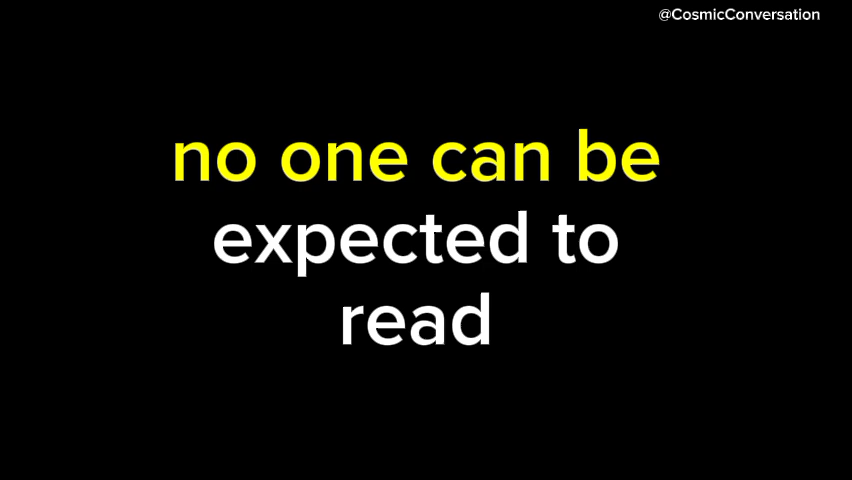 @CosmicConversation
no one can be
expected to
read